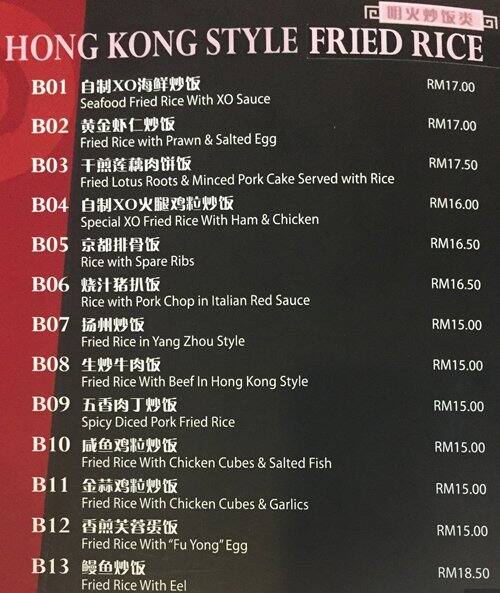 明火炒饭类
HONG KONG STYLE FRIED RICE
B01 自制XO海鲜炒饭 RM17.00
Seafood Fried Rice With XO Sauce
B02 黄金虾仁炒饭 RM17.00
Fried Rice with Prawn & Salted Egg
B03 干煎莲藕肉饼饭 RM17.50
Fried Lotus Roots & Minced Pork Cake Served with Rice
B04 自制XO火腿鸡粒炒饭 RM16.00
Special XO Fried Rice With Ham & Chicken
B05 京都排骨饭 RM16.50
Rice with Spare Ribs
B06 烧汁猪扒饭 RM16.50
Rice with Pork Chop in Italian Red Sauce
B07 扬州炒饭 RM15.00
Fried Rice in Yang Zhou Style
B08 生炒牛肉饭 RM15.00
Fried Rice With Beef In Hong Kong Style
B09 五香肉丁炒饭 RM15.00
Spicy Diced Pork Fried Rice
B10 咸鱼鸡粒炒饭 RM15.00
Fried Rice With Chicken Cubes & Salted Fish
B11 金蒜鸡粒炒饭 RM15.00
Fried Rice With Chicken Cubes & Garlics
B12 香煎芙蓉蛋饭 RM15.00
Fried Rice With "Fu Yong" Egg
B13 鳗鱼炒饭 RM18.50
Fried Rice With Eel